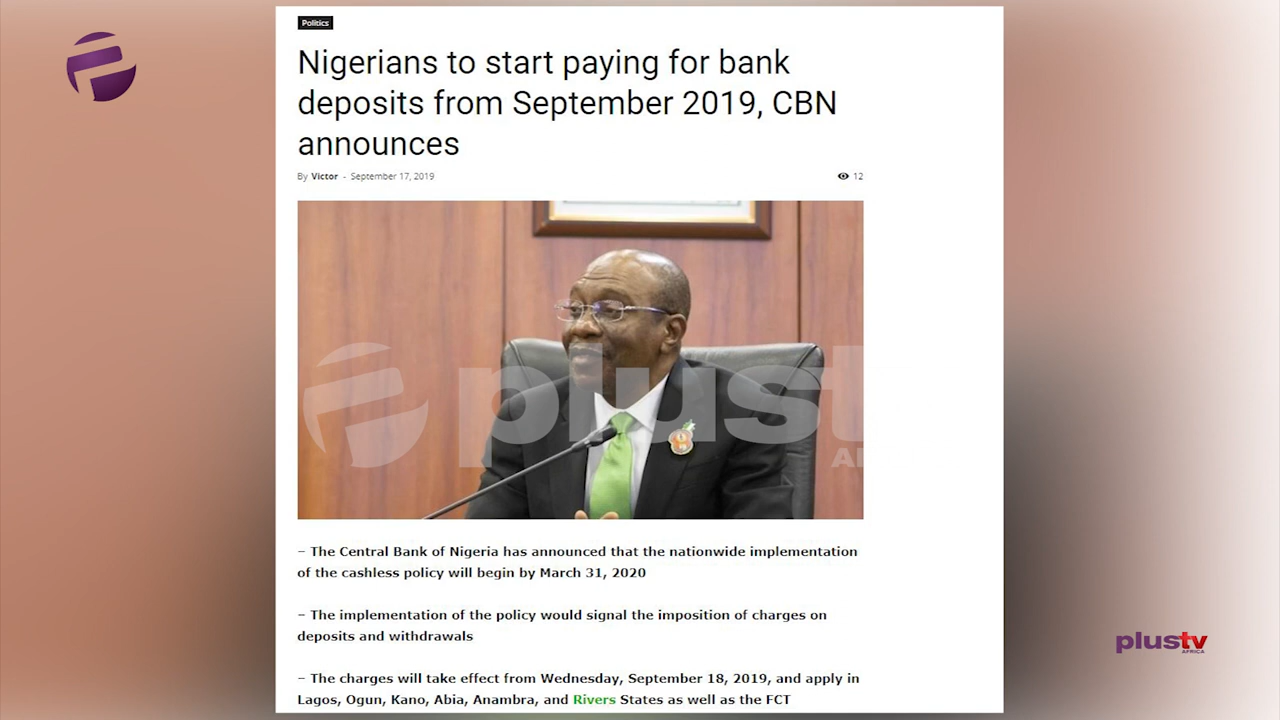 Politics
Nigerians to start paying for bank
deposits from September 2019, CBN
announces
By Victor - September 17, 2019
12
plust
AF
– The Central Bank of Nigeria has announced that the nationwide implementation
of the cashless policy will begin by March 31, 2020
– The implementation of the policy would signal the imposition of charges on
deposits and withdrawals
– The charges will take effect from Wednesday, September 18, 2019, and apply in
Lagos, Ogun, Kano, Abia, Anambra, and Rivers States as well as the FCT
plustv
AFRICA